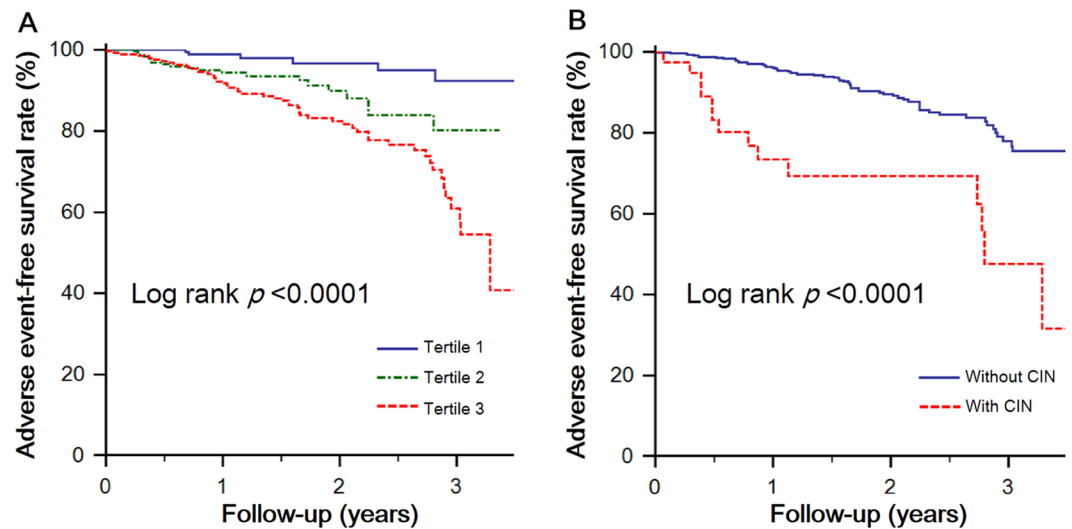 A
Adverse event-free survival rate (%)
100
80
60
40
20
0
Log rank p <0.0001
Tertile 1
Tertile 2
Tertile 3
0 1 2 3
Follow-up (years)
B
Adverse event-free survival rate (%)
100
80
60
40
20
0
Log rank p <0.0001
Without CIN
With CIN
0 1 2 3
Follow-up (years)